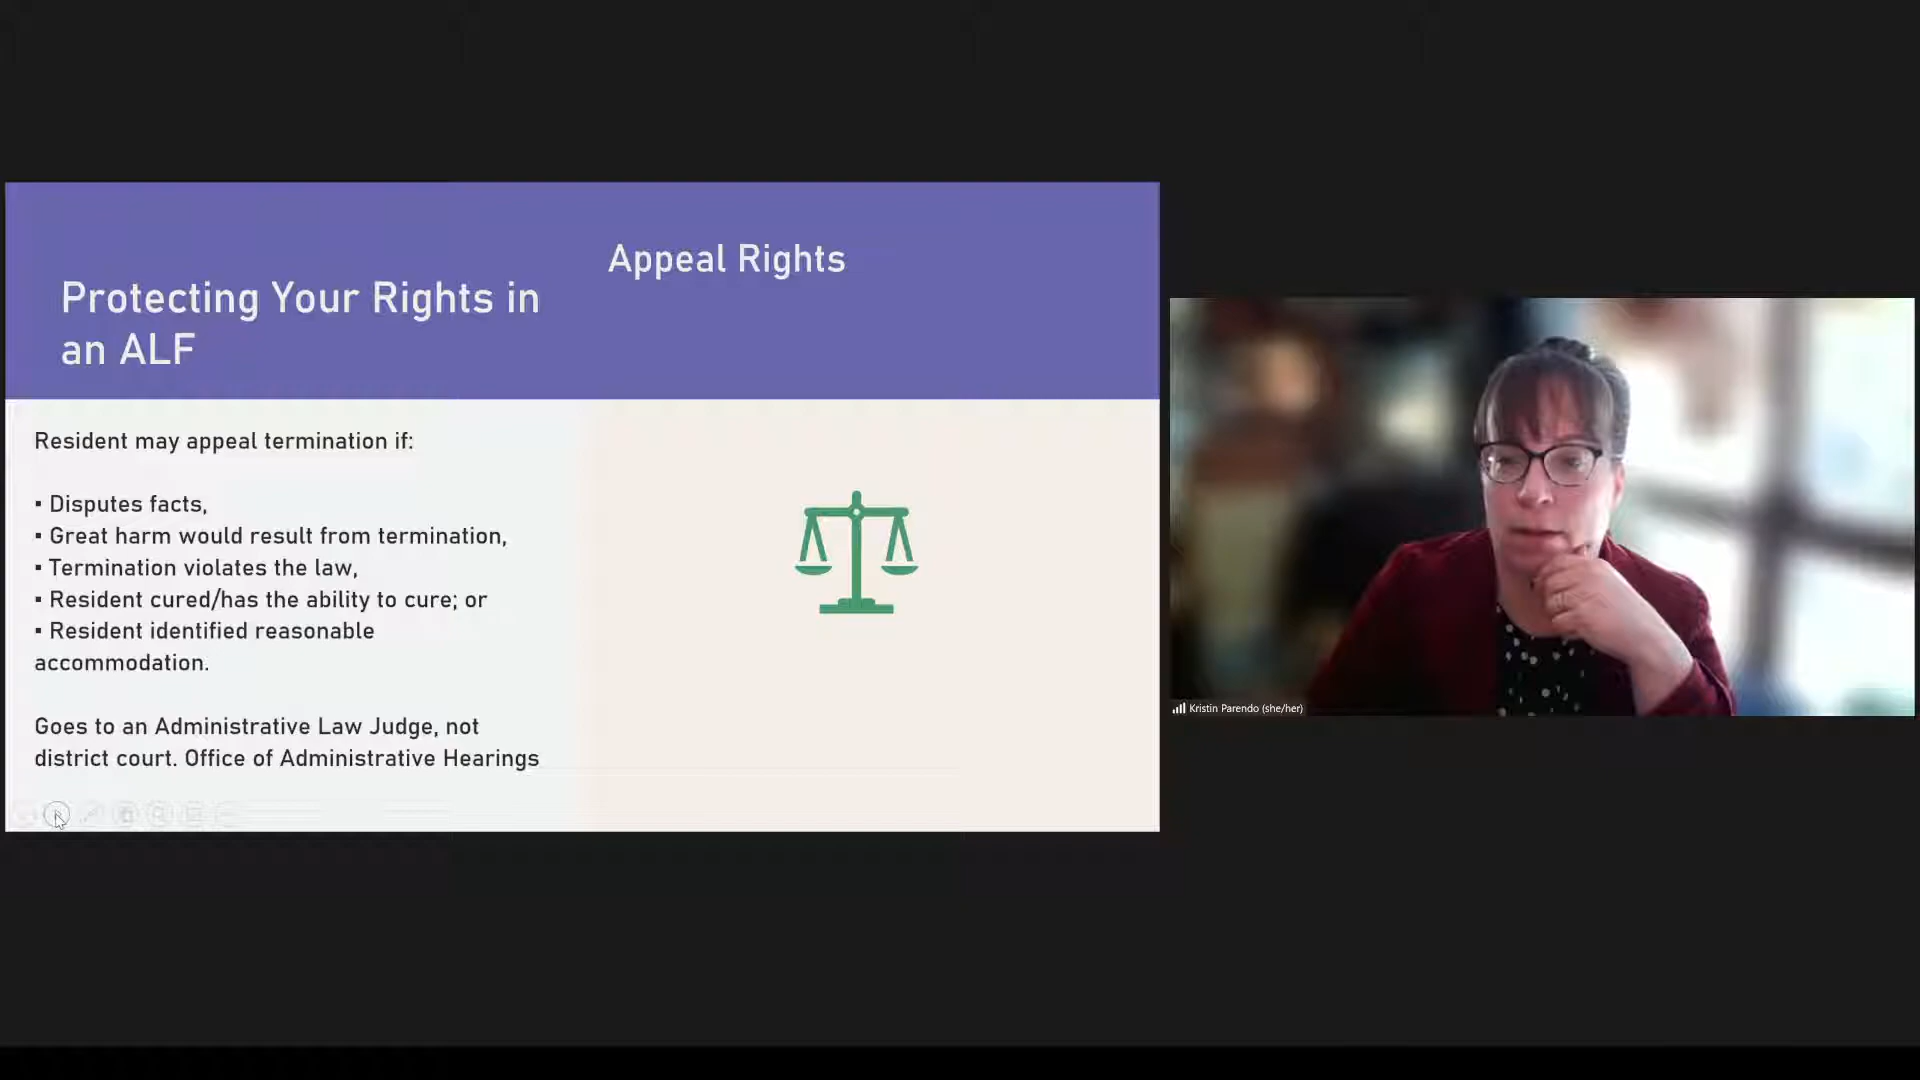 Protecting Your Rights in
an ALF
Appeal Rights
Resident may appeal termination if:
▪ Disputes facts,
▪ Great harm would result from termination,
▪ Termination violates the law,
▪ Resident cured/has the ability to cure; or
▪ Resident identified reasonable
accommodation.
Goes to an Administrative Law Judge, not
district court. Office of Administrative Hearings
Kristin Parendo (she/her)